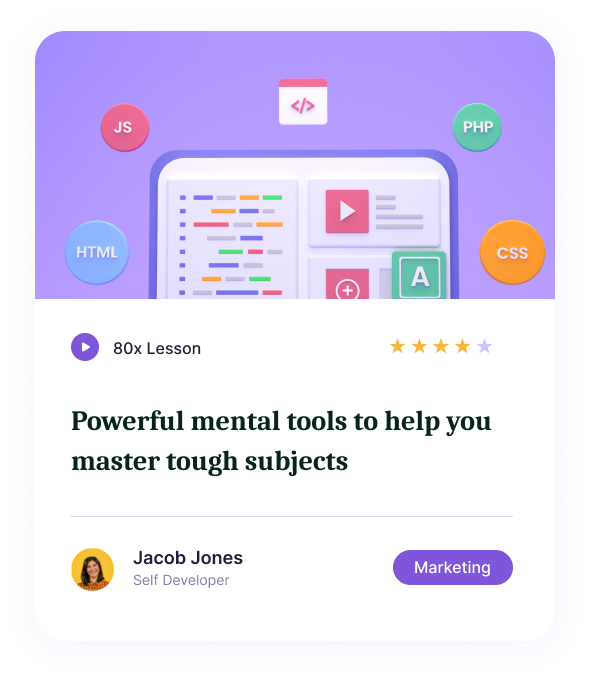 </>
JS
PHP
HTML
CSS
A
80x Lesson
Powerful mental tools to help you
master tough subjects
Jacob Jones
Self Developer
Marketing